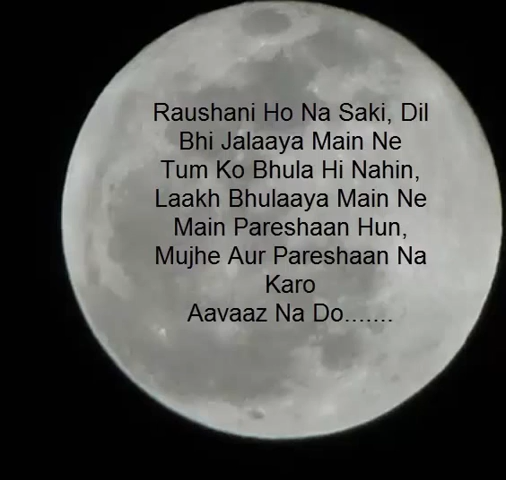 Raushani Ho Na Saki, Dil
Bhi Jalaaya Main Ne
Tum Ko Bhula Hi Nahin,
Laakh Bhulaaya Main Ne
Main Pareshaan Hun,
Mujhe Aur Pareshaan Na
Karo
Aavaaz Na Do.......